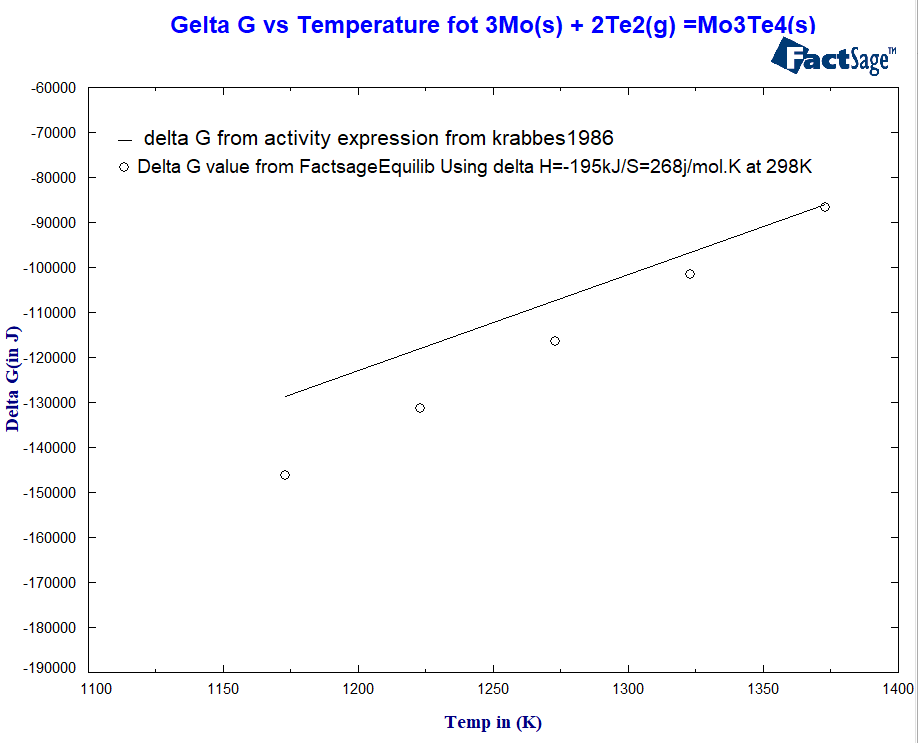 Gelta G vs Temperature fot 3Mo(s) + 2Te2(g) =Mo3Te4(s)
FactSage™
-60000
-70000
— delta G from activity expression from krabbes1986
○ Delta G value from FactsageEquilib Using delta H=-195kJ/S=268j/mol.K at 298K
-80000
-90000
-100000
-110000
-120000
-130000
-140000
-150000
-160000
-170000
-180000
-190000
Delta G(in J)
1100 1150 1200 1250 1300 1350 1400
Temp in (K)